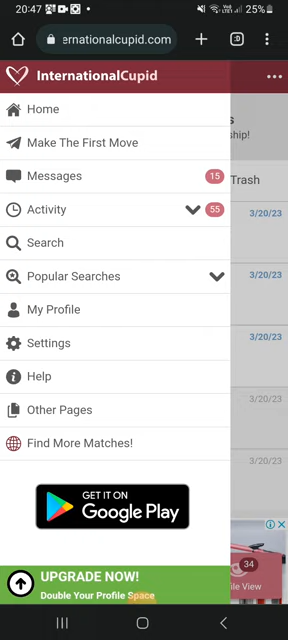 20:47
25%
ernationalcupid.com
:D
InternationalCupid
Home
s
Make The First Move
ship!
Messages
15
Trash
Activity
55
3/20/23
Search
Popular Searches
3/20/23
My Profile
3/20/23
Settings
Help
3/20/23
Other Pages
Find More Matches!
3/20/23
GET IT ON
Google Play
34
UPGRADE NOW!
ile View
Double Your Profile Space